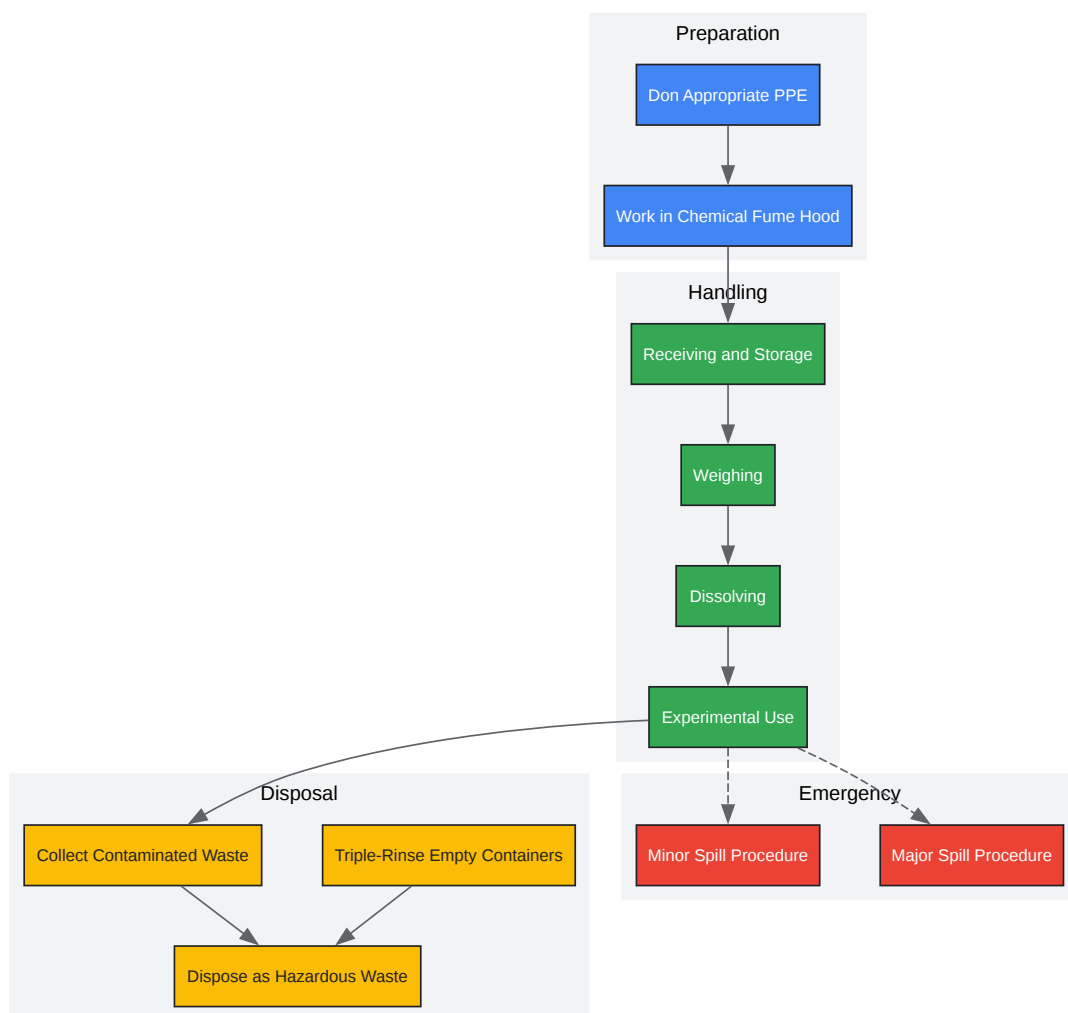 Preparation
Don Appropriate PPE
Work in Chemical Fume Hood
Handling
Receiving and Storage
Weighing
Dissolving
Experimental Use
Disposal
Collect Contaminated Waste
Triple-Rinse Empty Containers
Dispose as Hazardous Waste
Emergency
Minor Spill Procedure
Major Spill Procedure